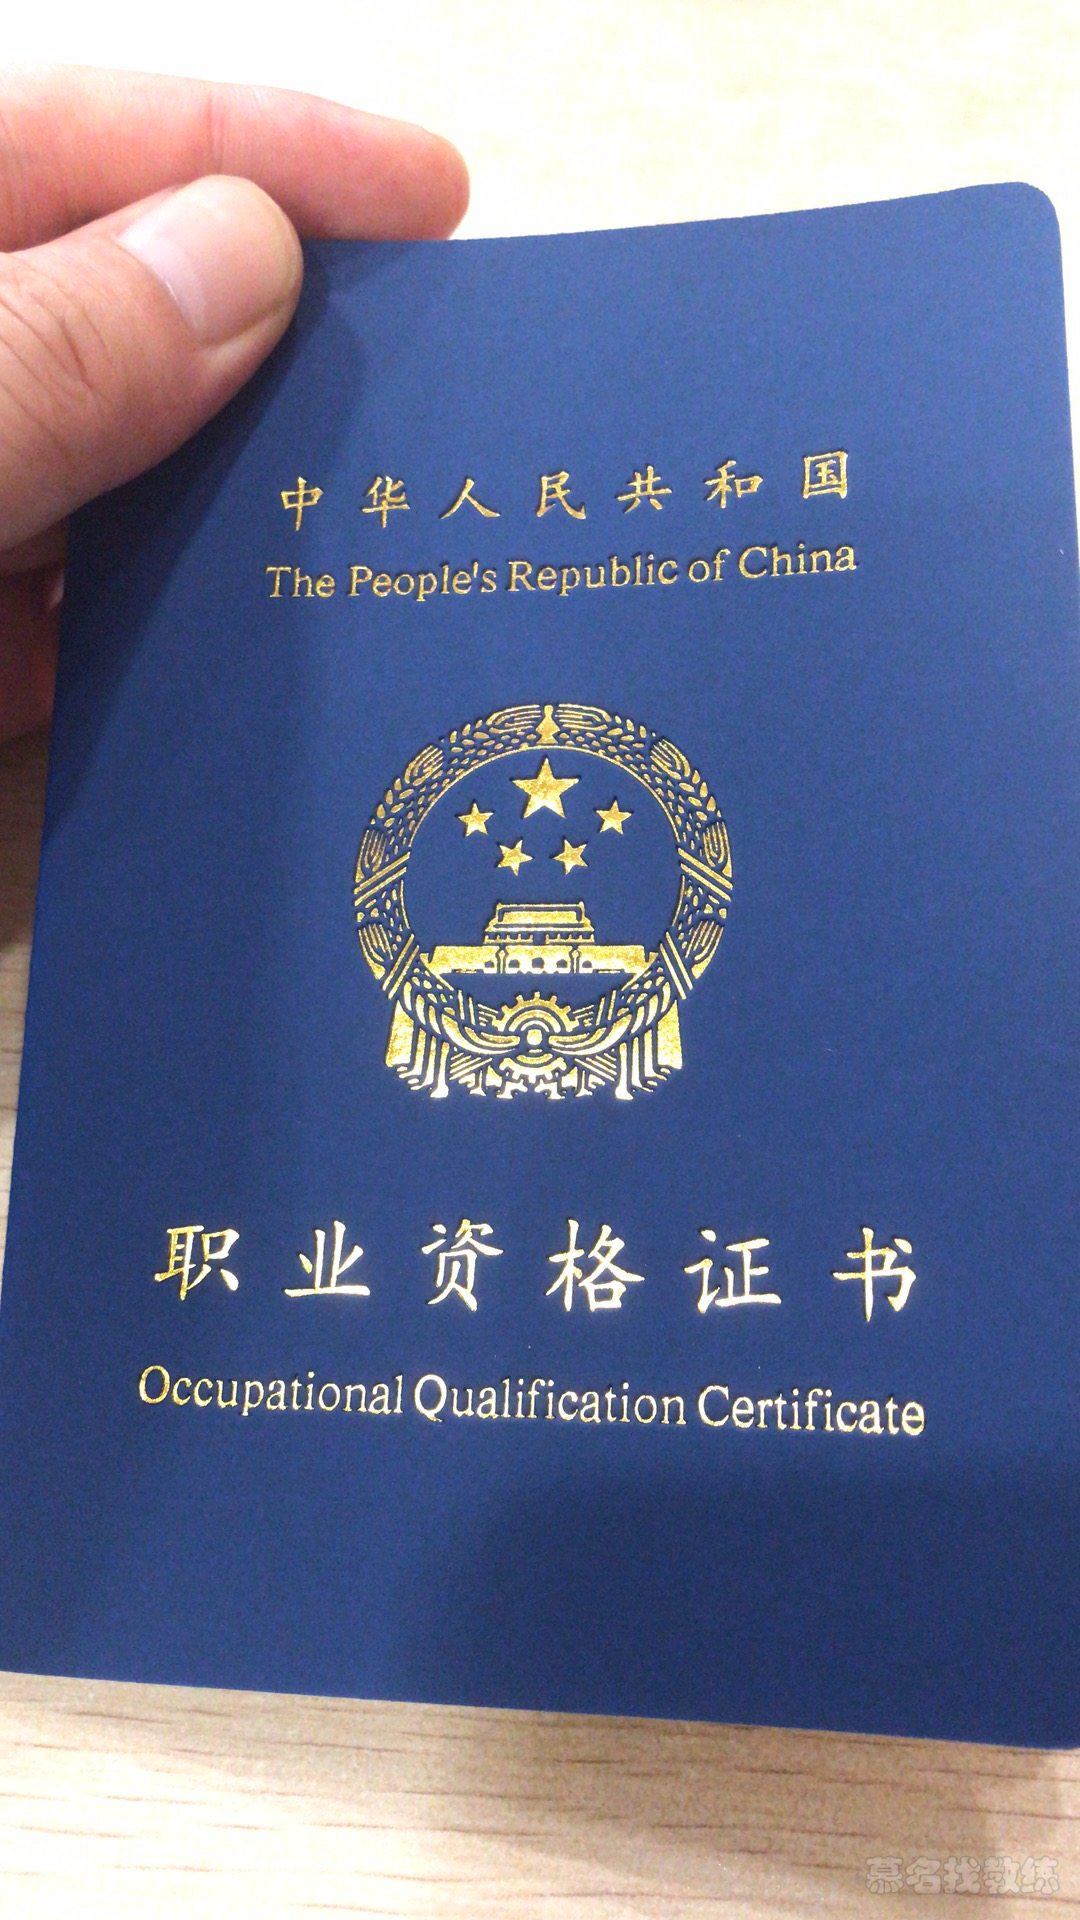 中华人民共和国
The People's Republic of China
职业资格证书
Occupational Qualification Certificate
慕名找教练